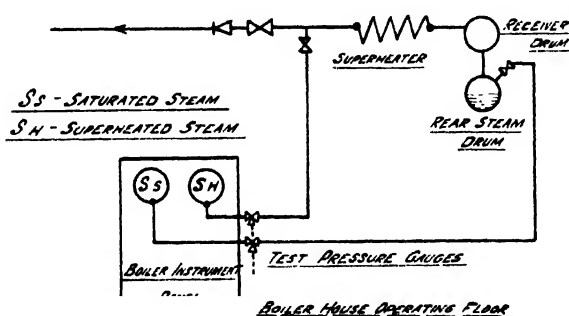 RECEIVER
DRUM
SUPERHEATER
SS - SATURATED STEAM
SH - SUPERHEATED STEAM
REAR STEAM
DRUM
SS
SH
TEST PRESSURE GAUGES
BOILER INSTRUMENT
BOILER HOUSE OPERATING FLOOR